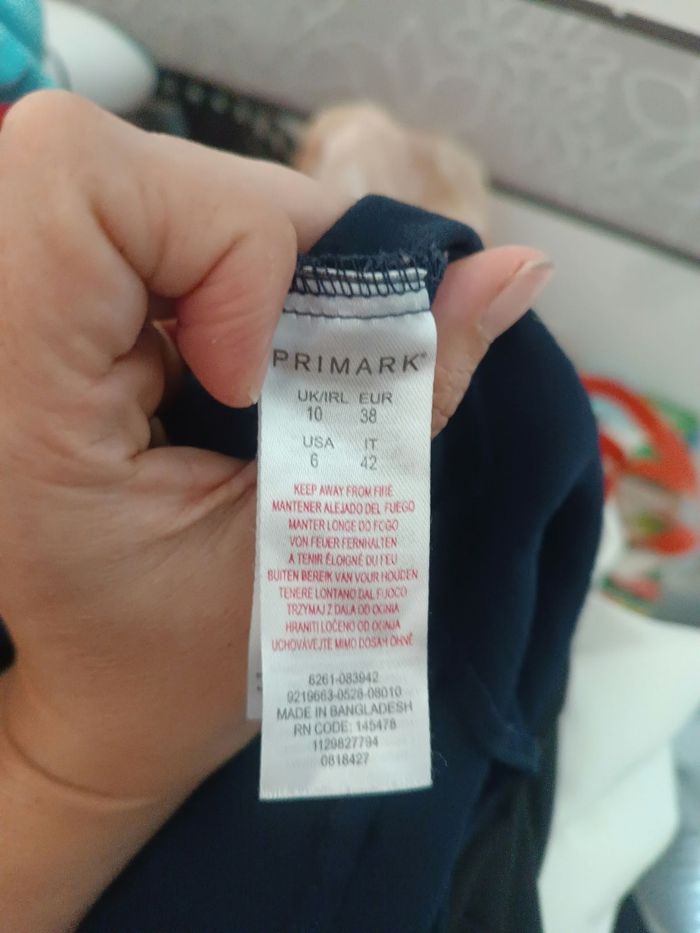 PRIMARK®
UK/IRL EUR
10 38
USA IT
6 42
KEEP AWAY FROM FIRE
MANTENER ALEJADO DEL FUEGO
MANTER LONGE DO FOGO
VON FEUER FERNHALTEN
A TENIR ÉLOIGNÉ DU FEU
BUITEN BEREIK VAN VOUR HOUDEN
TENERE LONTANO DAL FUOCO
TRZYMAJ Z DALA OD OGNIA
HRANITI LOČENO OD OGNJA
UCHOVÁVEJTE MIMO DOSAH OHNĚ
6261-083942
9219663-0528-08010
MADE IN BANGLADESH
RN CODE: 145478
1129827794
0818427